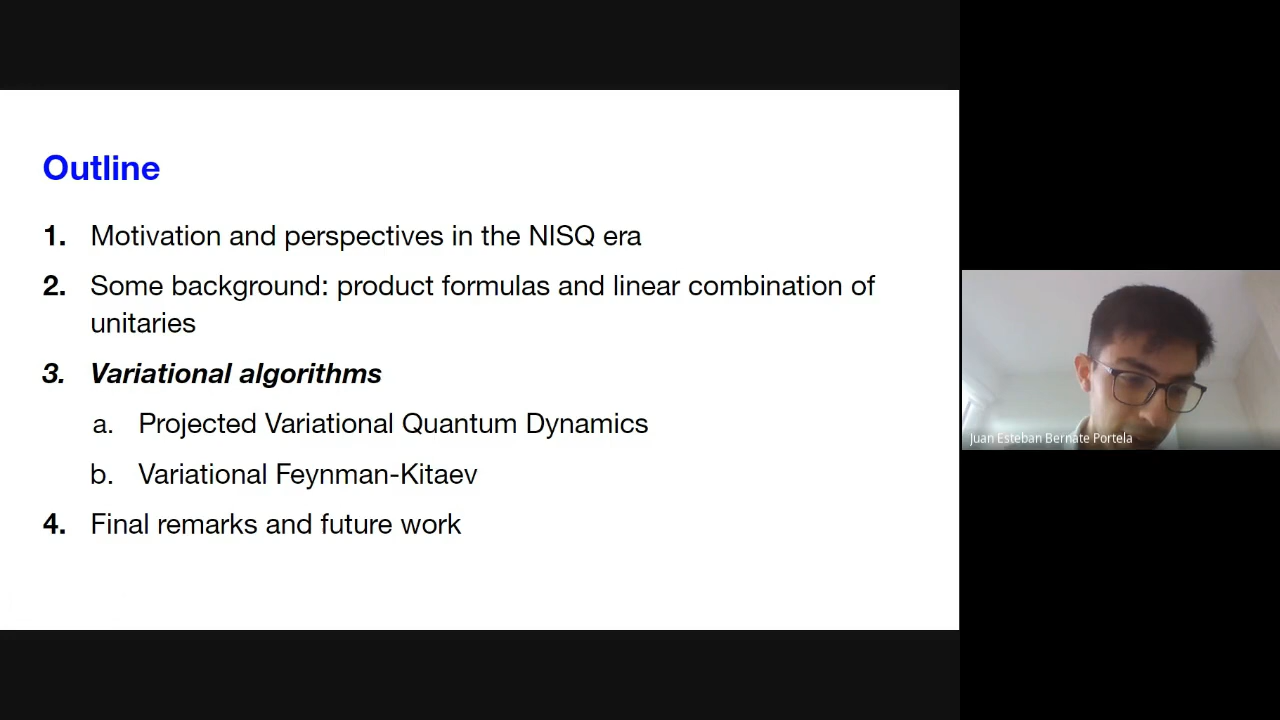 Outline
1. Motivation and perspectives in the NISQ era
2. Some background: product formulas and linear combination of
unitaries
3. Variational algorithms
a. Projected Variational Quantum Dynamics
b. Variational Feynman-Kitaev
4. Final remarks and future work
Juan Esteban Bernate Portela